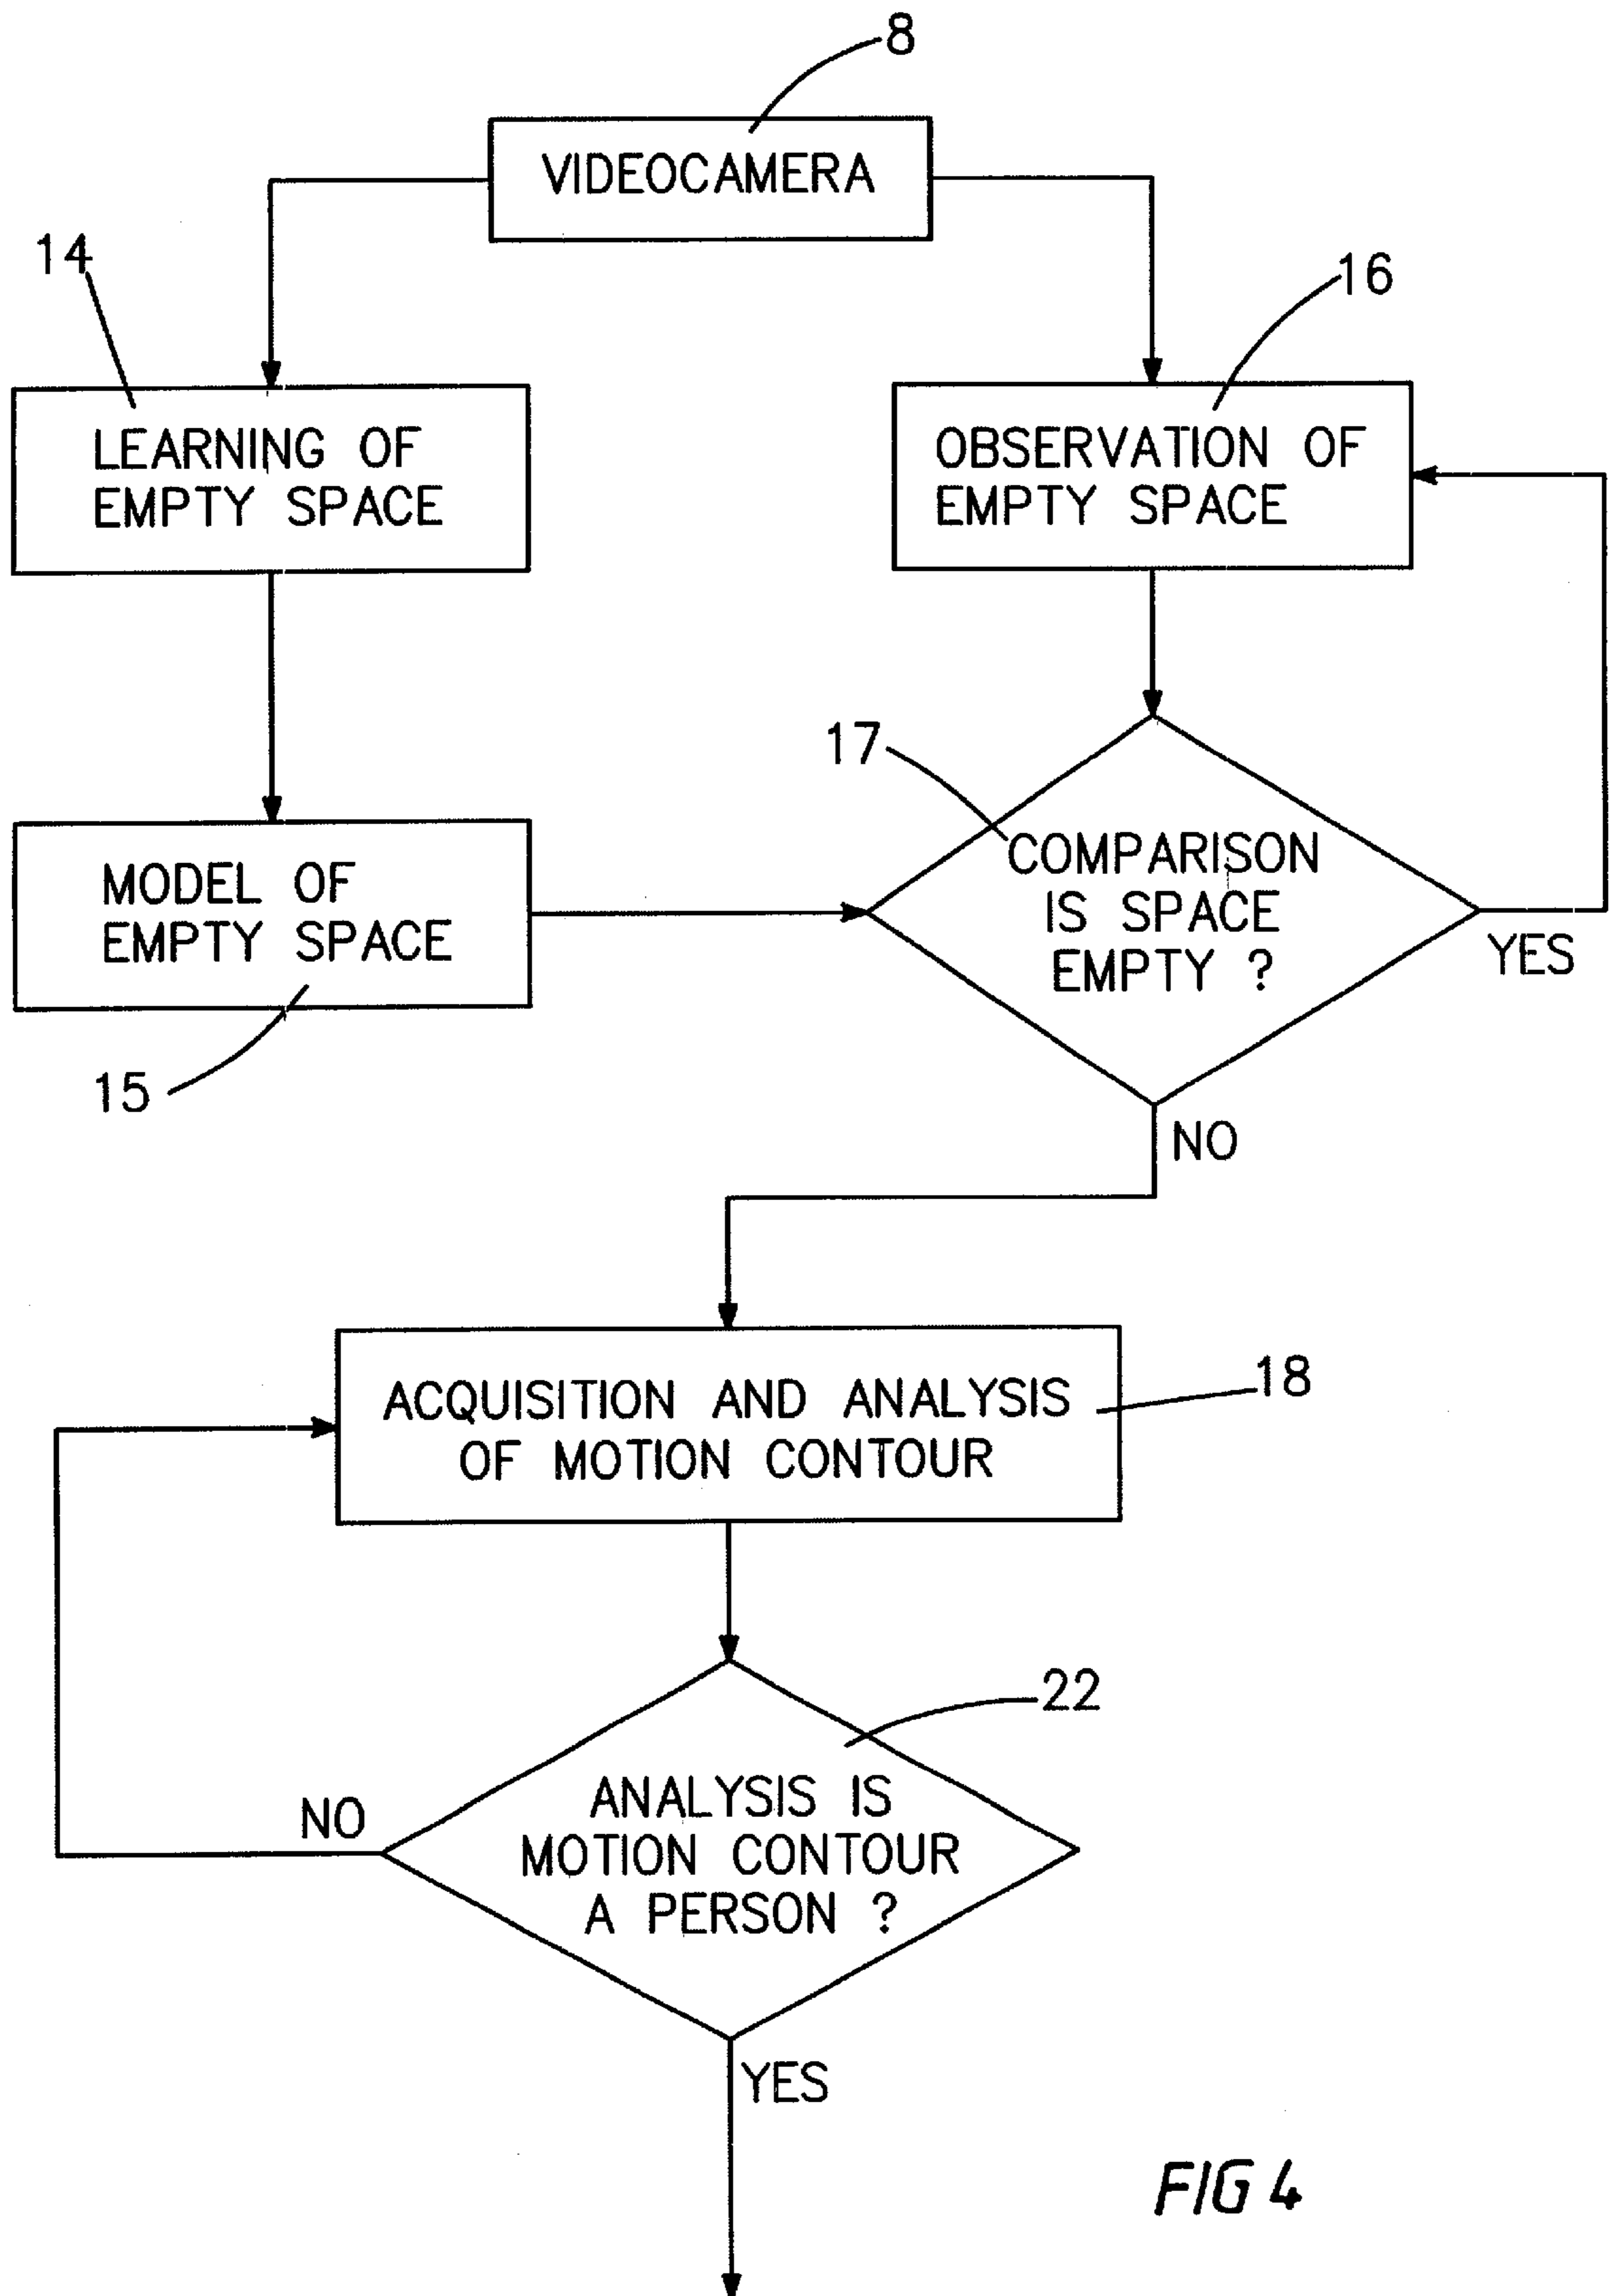 8
VIDEOCAMERA
14
16
LEARNING OF
EMPTY SPACE
OBSERVATION OF
EMPTY SPACE
17
COMPARISON
IS SPACE
EMPTY ?
YES
MODEL OF
EMPTY SPACE
15
NO
ACQUISITION AND ANALYSIS
OF MOTION CONTOUR
18
22
ANALYSIS IS
MOTION CONTOUR
A PERSON ?
NO
YES
FIG 4